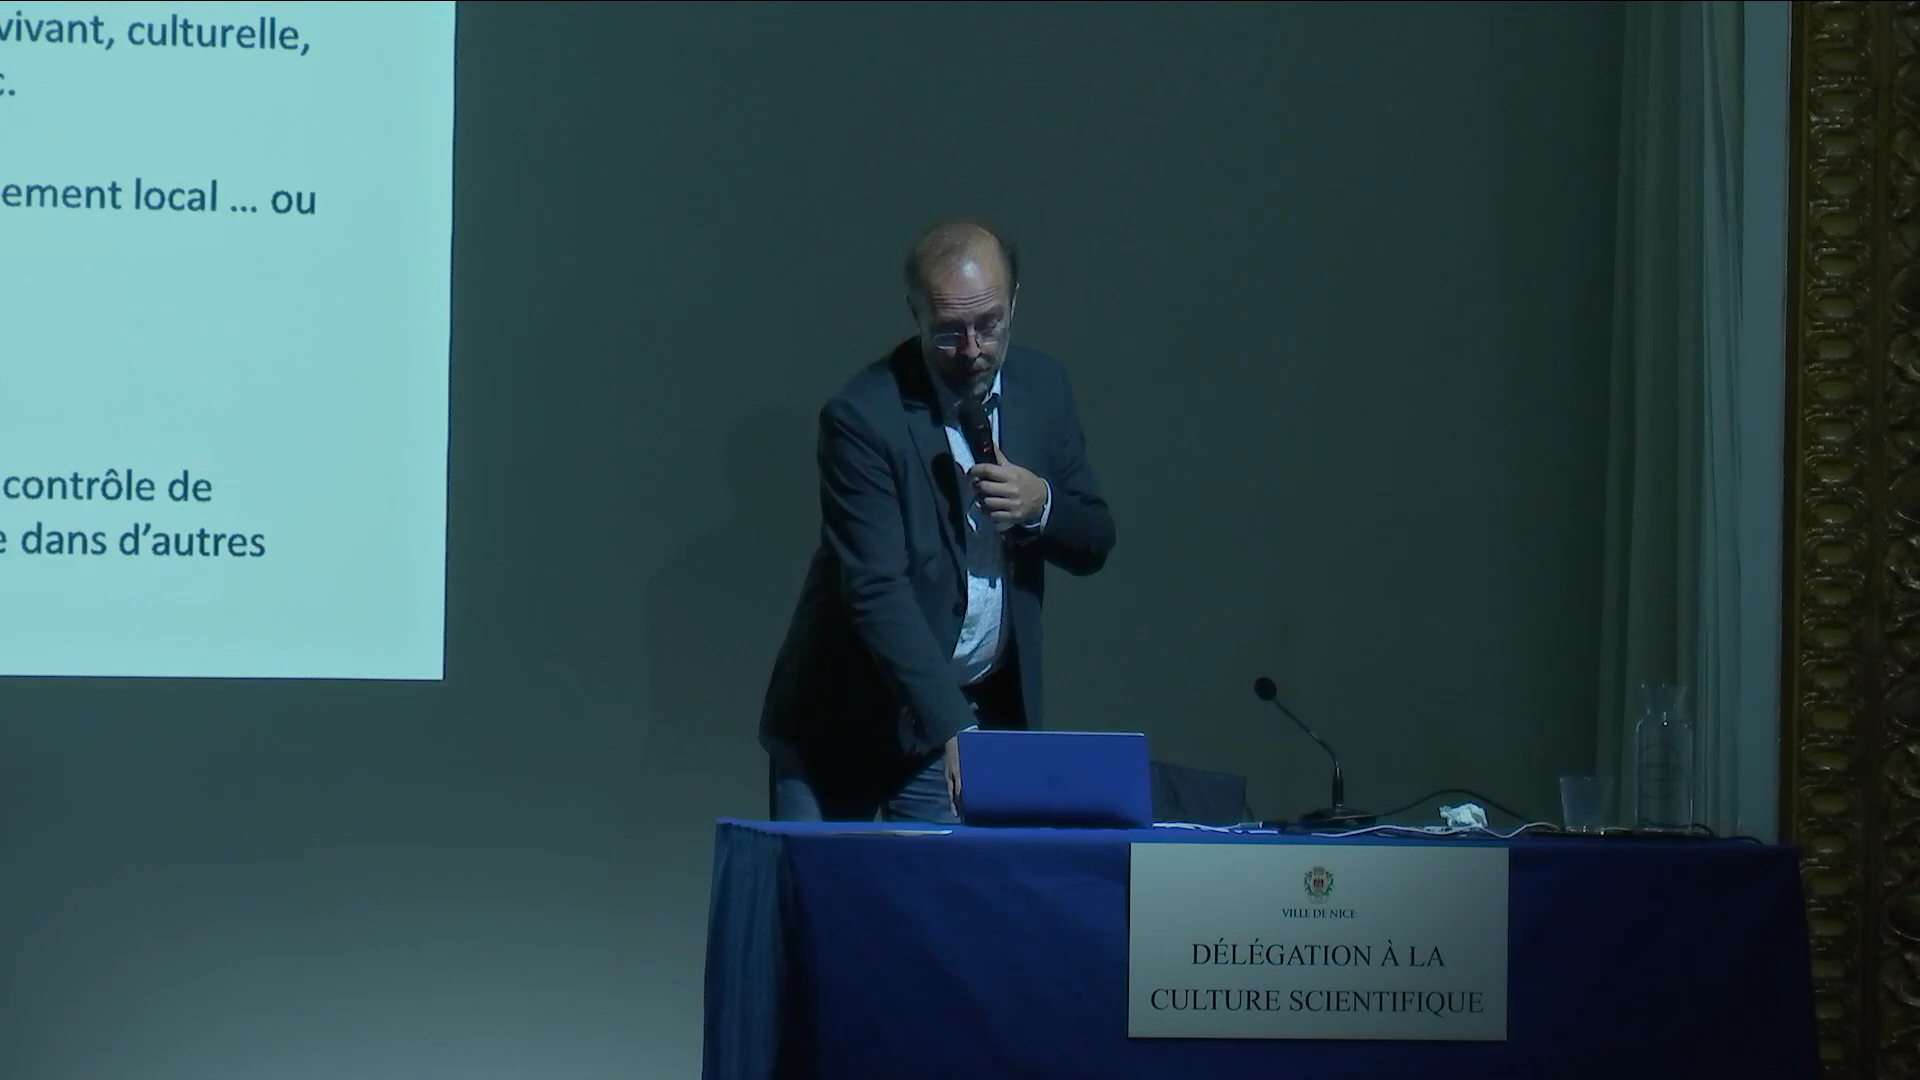 vivant, culturelle,
c.
ement local ... ou
contrôle de
e dans d'autres
VILLE DE NICE
DÉLÉGATION À LA
CULTURE SCIENTIFIQUE